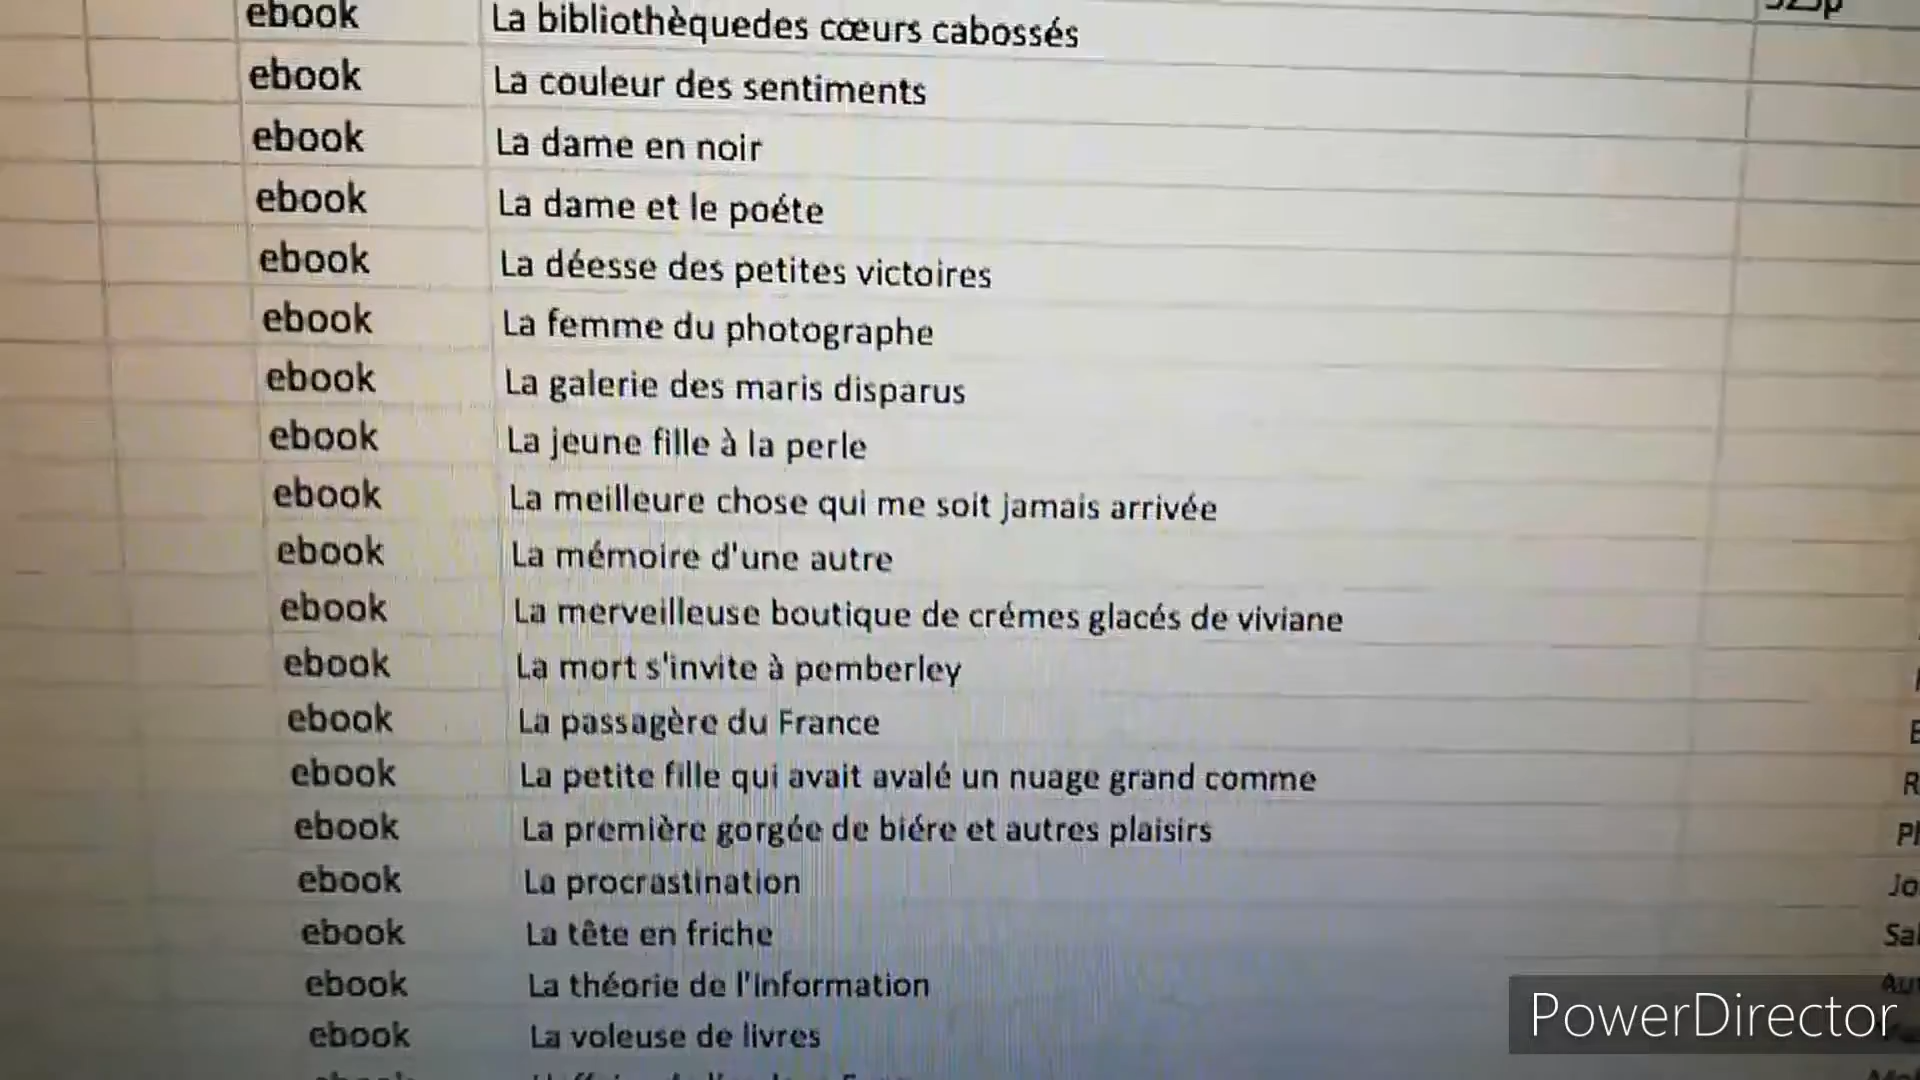 ebook La bibliothèquedes cœurs cabossés
ebook La couleur des sentiments
ebook La dame en noir
ebook La dame et le poéte
ebook La déesse des petites victoires
ebook La femme du photographe
ebook La galerie des maris disparus
ebook La jeune fille à la perle
ebook La meilleure chose qui me soit jamais arrivée
ebook La mémoire d'une autre
ebook La merveilleuse boutique de crémes glacés de viviane
ebook La mort s'invite à pemberley
ebook La passagère du France
ebook La petite fille qui avait avalé un nuage grand comme
ebook La première gorgée de biére et autres plaisirs
ebook La procrastination
ebook La tête en friche
ebook La théorie de l'information
ebook La voleuse de livres
PowerDirector